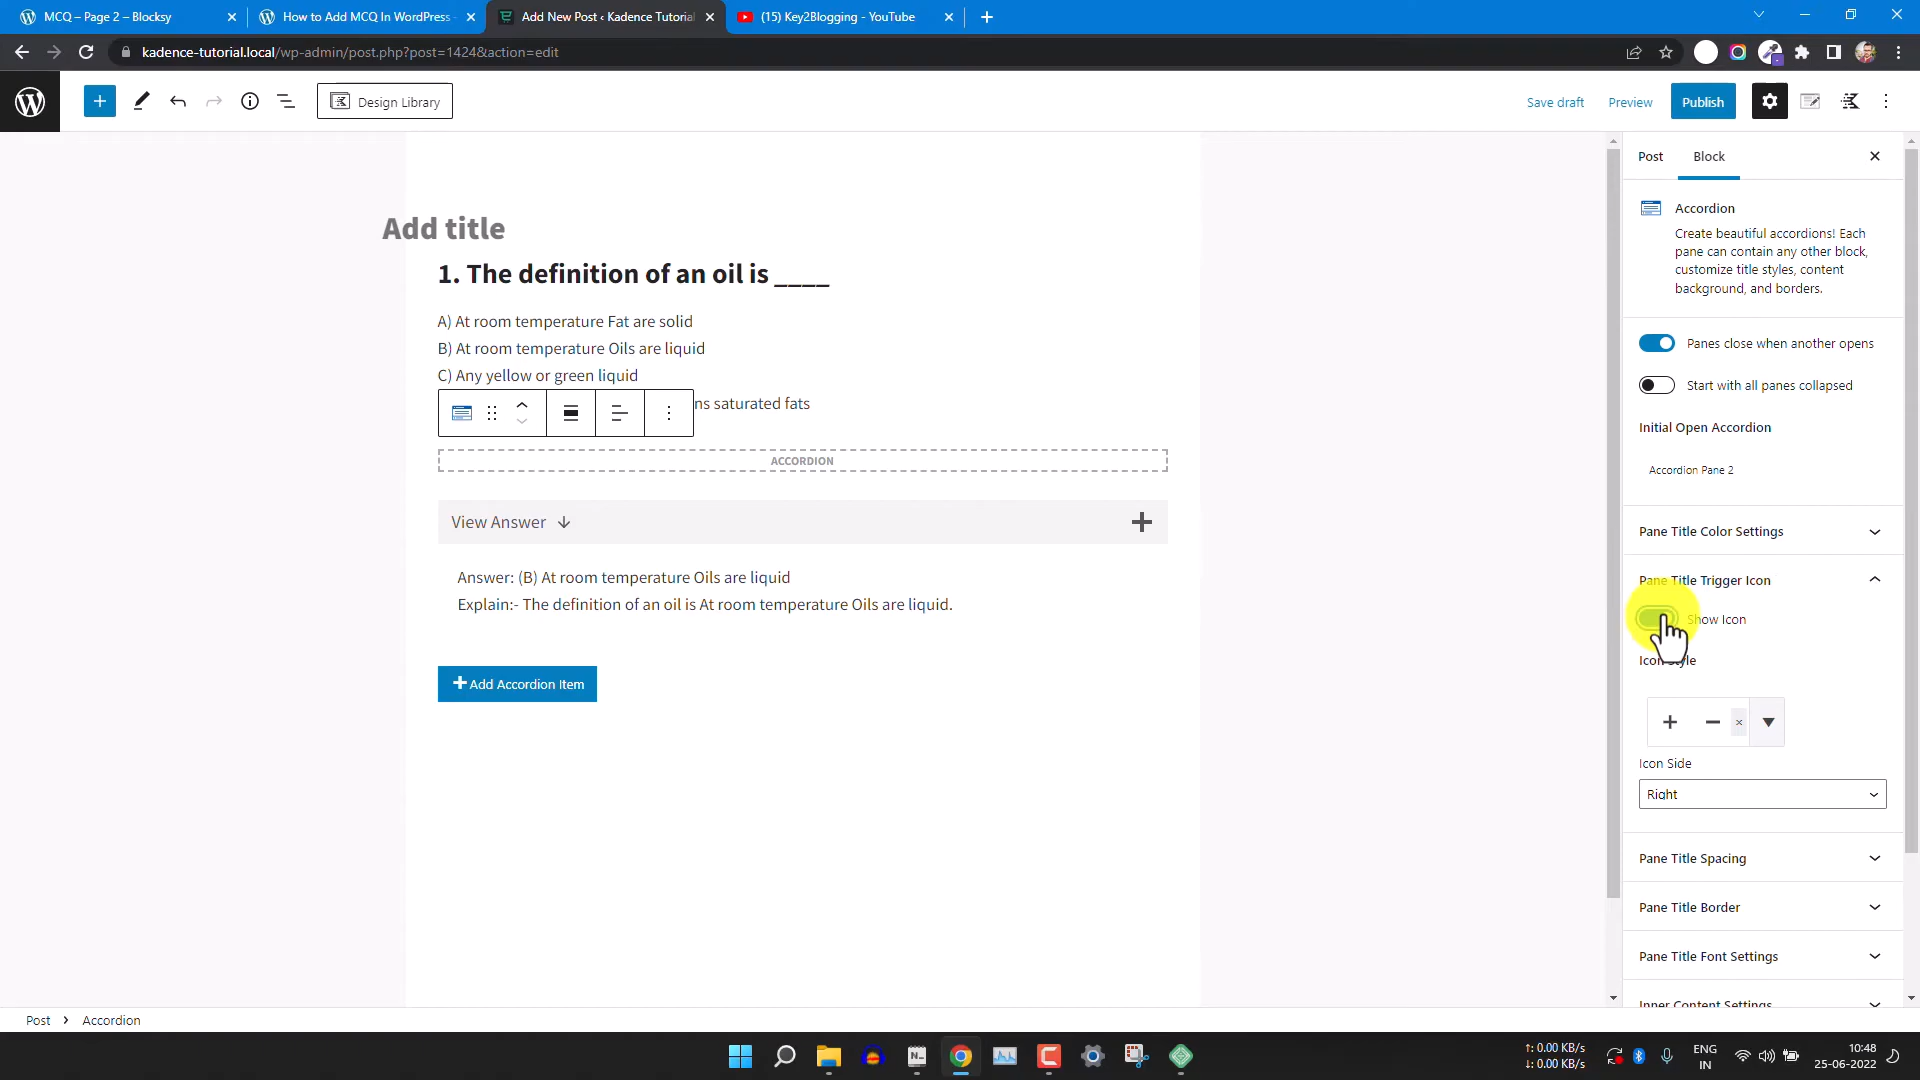 MCQ – Page 2 – Blocksy
How to Add MCQ In WordPress -
Add New Post ‹ Kadence Tutorial
(15) Key2Blogging - YouTube
kadence-tutorial.local/wp-admin/post.php?post=1424&action=edit
Design Library
Save draft
Preview
Publish
Post
Block
Accordion
Create beautiful accordions! Each
pane can contain any other block,
customize title styles, content
background, and borders.
Panes close when another opens
Start with all panes collapsed
Initial Open Accordion
Accordion Pane 2
Pane Title Color Settings
Pane Title Trigger Icon
Show Icon
Icon Style
Icon Side
Right
Pane Title Spacing
Pane Title Border
Pane Title Font Settings
Inner Content Settings
Add title
1. The definition of an oil is ____
A) At room temperature Fat are solid
B) At room temperature Oils are liquid
C) Any yellow or green liquid
ns saturated fats
ACCORDION
View Answer ↓
Answer: (B) At room temperature Oils are liquid
Explain:- The definition of an oil is At room temperature Oils are liquid.
+ Add Accordion Item
Post › Accordion
↑: 0.00 KB/s
↓: 0.00 KB/s
ENG
IN
10:48
25-06-2022